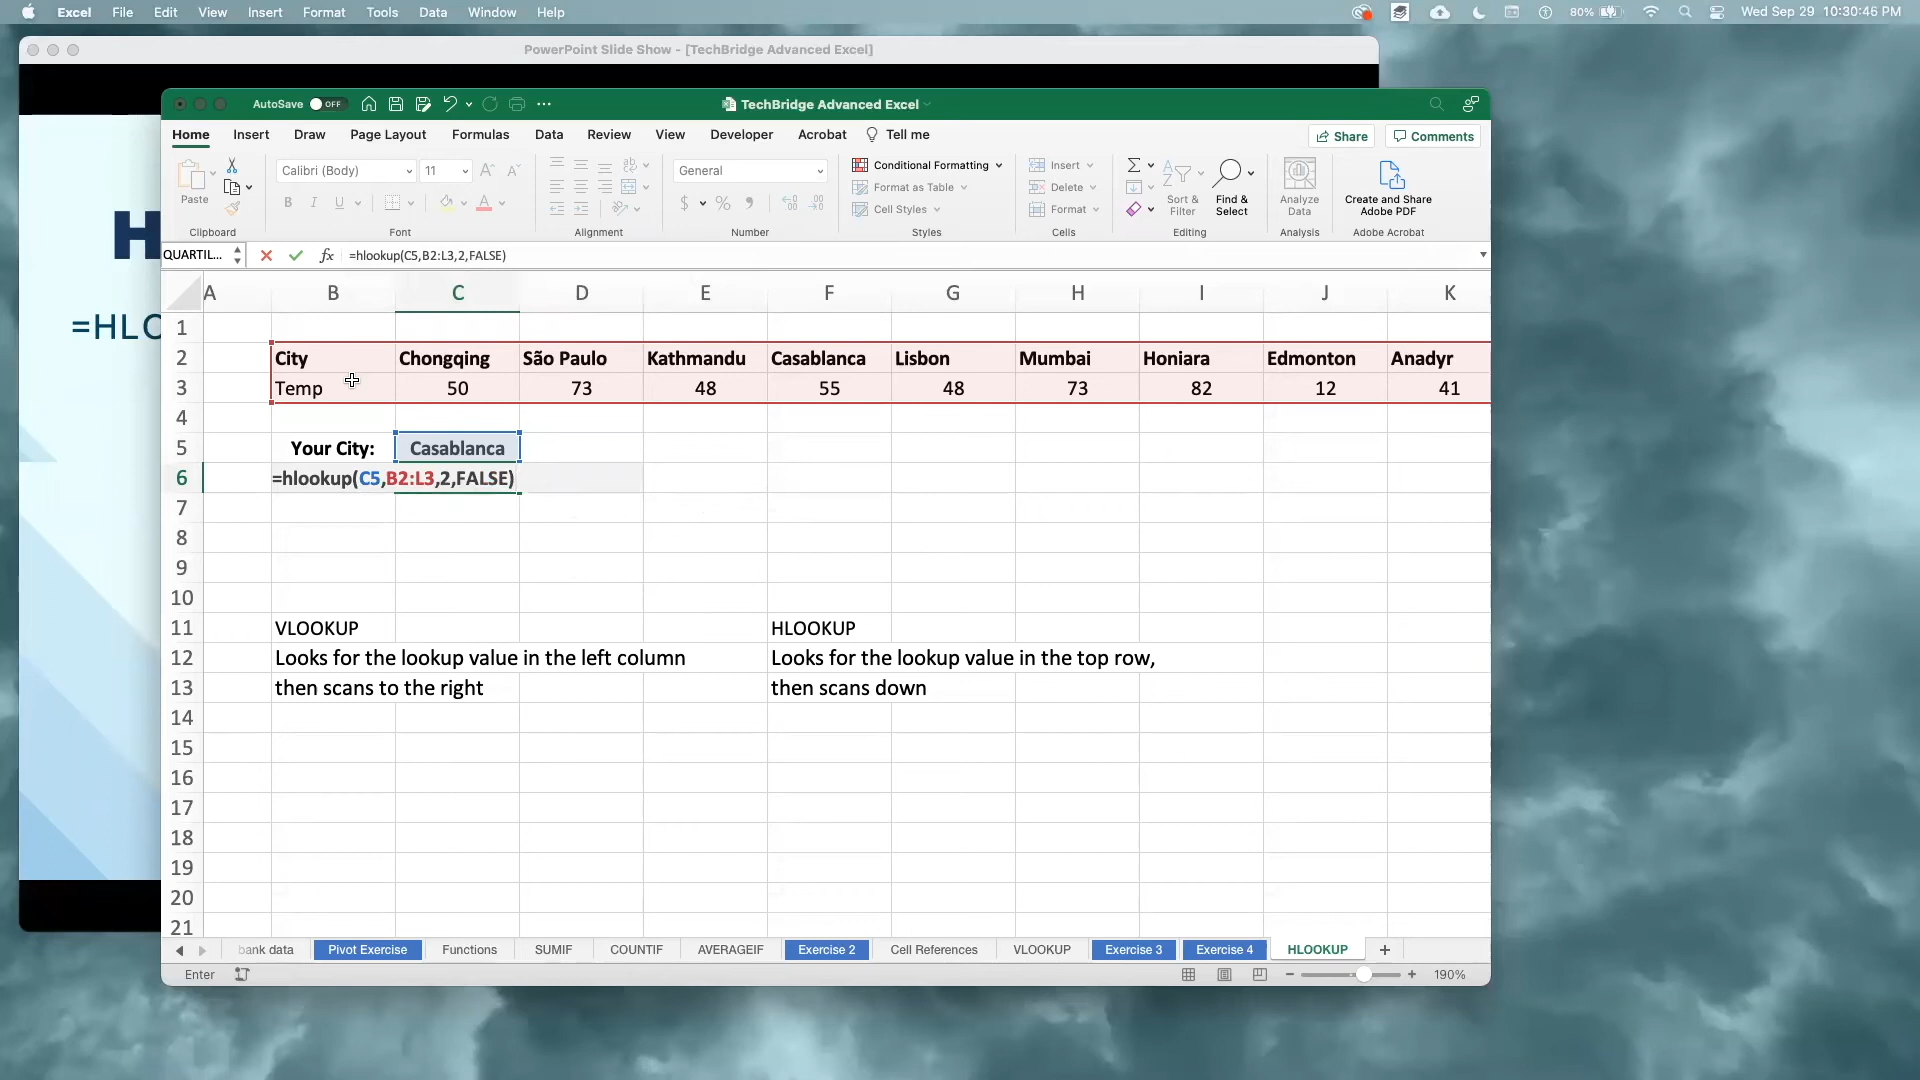 Excel File Edit View Insert Format Tools Data Window Help
80% Wed Sep 29 10:30:46 PM
PowerPoint Slide Show - [TechBridge Advanced Excel]
AutoSave OFF TechBridge Advanced Excel
Home Insert Draw Page Layout Formulas Data Review View Developer Acrobat Tell me Share Comments
Paste
Clipboard
Calibri (Body) 11
B I U A
Font
Alignment
General
$ % 9
Number
Conditional Formatting
Format as Table
Cell Styles
Styles
Insert
Delete
Format
Cells
Sort & Filter
Find & Select
Editing
Analyze Data
Analysis
Create and Share Adobe PDF
Adobe Acrobat
QUARTIL... fx =hlookup(C5,B2:L3,2,FALSE)
H
=HLO
A B C D E F G H I J K
1
2 City Chongqing São Paulo Kathmandu Casablanca Lisbon Mumbai Honiara Edmonton Anadyr
3 Temp 50 73 48 55 48 73 82 12 41
4
5 Your City: Casablanca
6 =hlookup(C5,B2:L3,2,FALSE)
7
8
9
10
11 VLOOKUP HLOOKUP
12 Looks for the lookup value in the left column Looks for the lookup value in the top row,
13 then scans to the right then scans down
14
15
16
17
18
19
20
21
bank data Pivot Exercise Functions SUMIF COUNTIF AVERAGEIF Exercise 2 Cell References VLOOKUP Exercise 3 Exercise 4 HLOOKUP +
Enter 190%